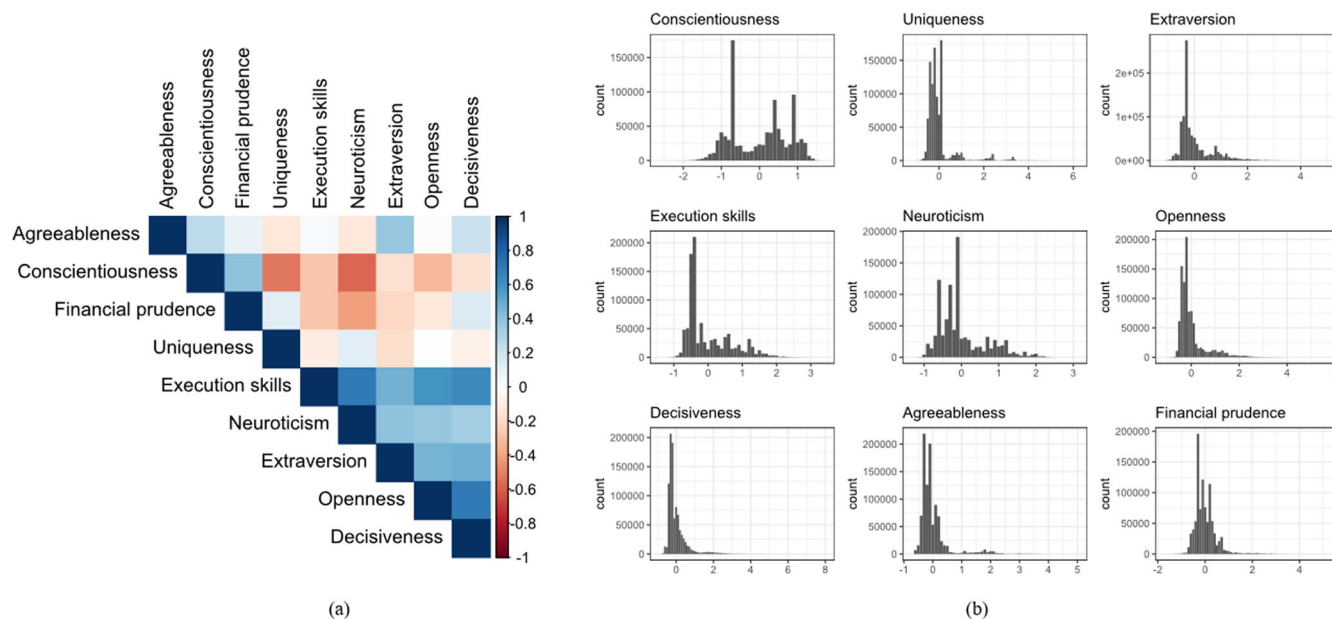 Agreeableness
Conscientiousness
Financial prudence
Uniqueness
Execution skills
Neuroticism
Extraversion
Openness
Decisiveness
Agreeableness
Conscientiousness
Financial prudence
Uniqueness
Execution skills
Neuroticism
Extraversion
Openness
Decisiveness
1
0.8
0.6
0.4
0.2
0
-0.2
-0.4
-0.6
-0.8
-1
(a)
Conscientiousness
count
150000
100000
50000
0
-2 -1 0 1
Uniqueness
count
150000
100000
50000
0
0 2 4 6
Extraversion
count
2e+05
1e+05
0e+00
0 2 4
Execution skills
count
200000
150000
100000
50000
0
-1 0 1 2 3
Neuroticism
count
200000
150000
100000
50000
0
-1 0 1 2 3
Openness
count
200000
150000
100000
50000
0
0 2 4
Decisiveness
count
200000
150000
100000
50000
0
0 2 4 6 8
Agreeableness
count
200000
150000
100000
50000
0
-1 0 1 2 3 4 5
Financial prudence
count
200000
150000
100000
50000
0
-2 0 2 4
(b)